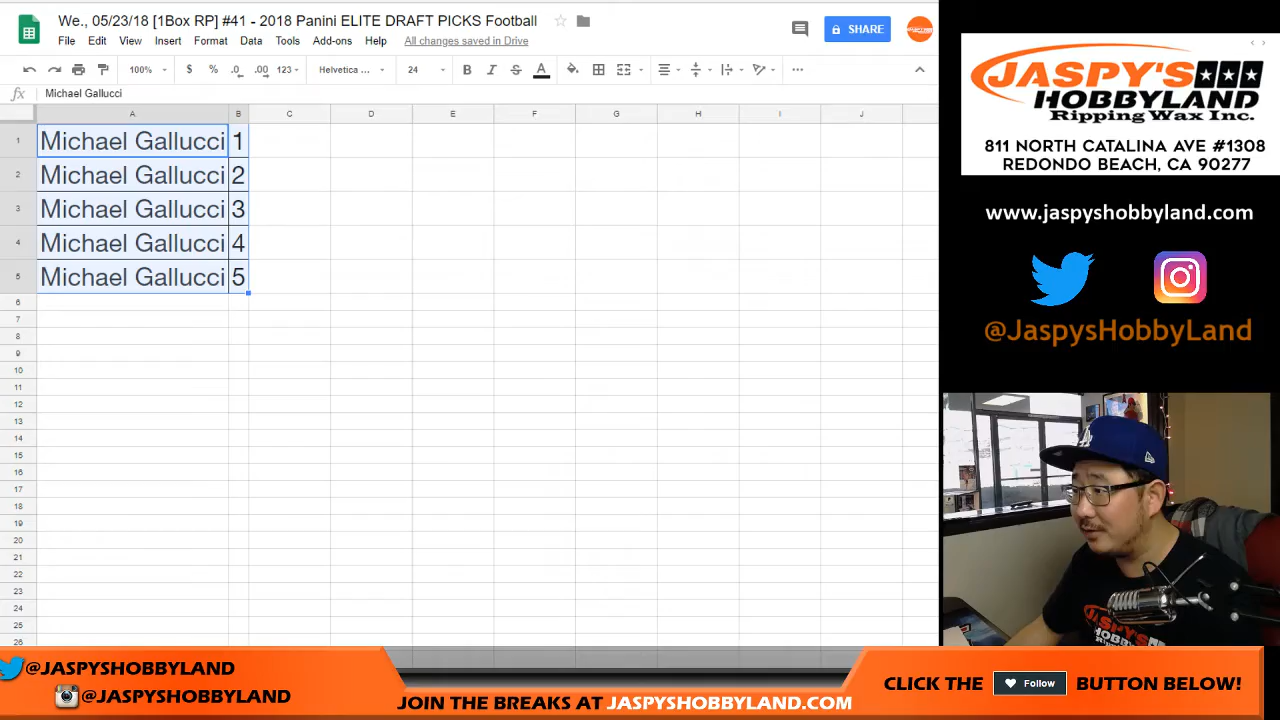 We., 05/23/18 [1Box RP] #41 - 2018 Panini ELITE DRAFT PICKS Football
File Edit View Insert Format Data Tools Add-ons Help All changes saved in Drive
SHARE
100% $ % .0 .00 123 Helvetica ... 24 B I S A
fx Michael Gallucci
A B C D E F G H I J
1 Michael Gallucci 1
2 Michael Gallucci 2
3 Michael Gallucci 3
4 Michael Gallucci 4
5 Michael Gallucci 5
6
7
8
9
10
11
12
13
14
15
16
17
18
19
20
21
22
23
24
25
26
JASPY'S
HOBBYLAND
Ripping Wax Inc.
811 NORTH CATALINA AVE #1308
REDONDO BEACH, CA 90277
www.jaspyshobbyland.com
@JaspysHobbyLand
LA
JASPY'S
HOBBYLAND
@JASPYSHOBBYLAND
@JASPYSHOBBYLAND
JOIN THE BREAKS AT JASPYSHOBBYLAND.COM
CLICK THE Follow BUTTON BELOW!